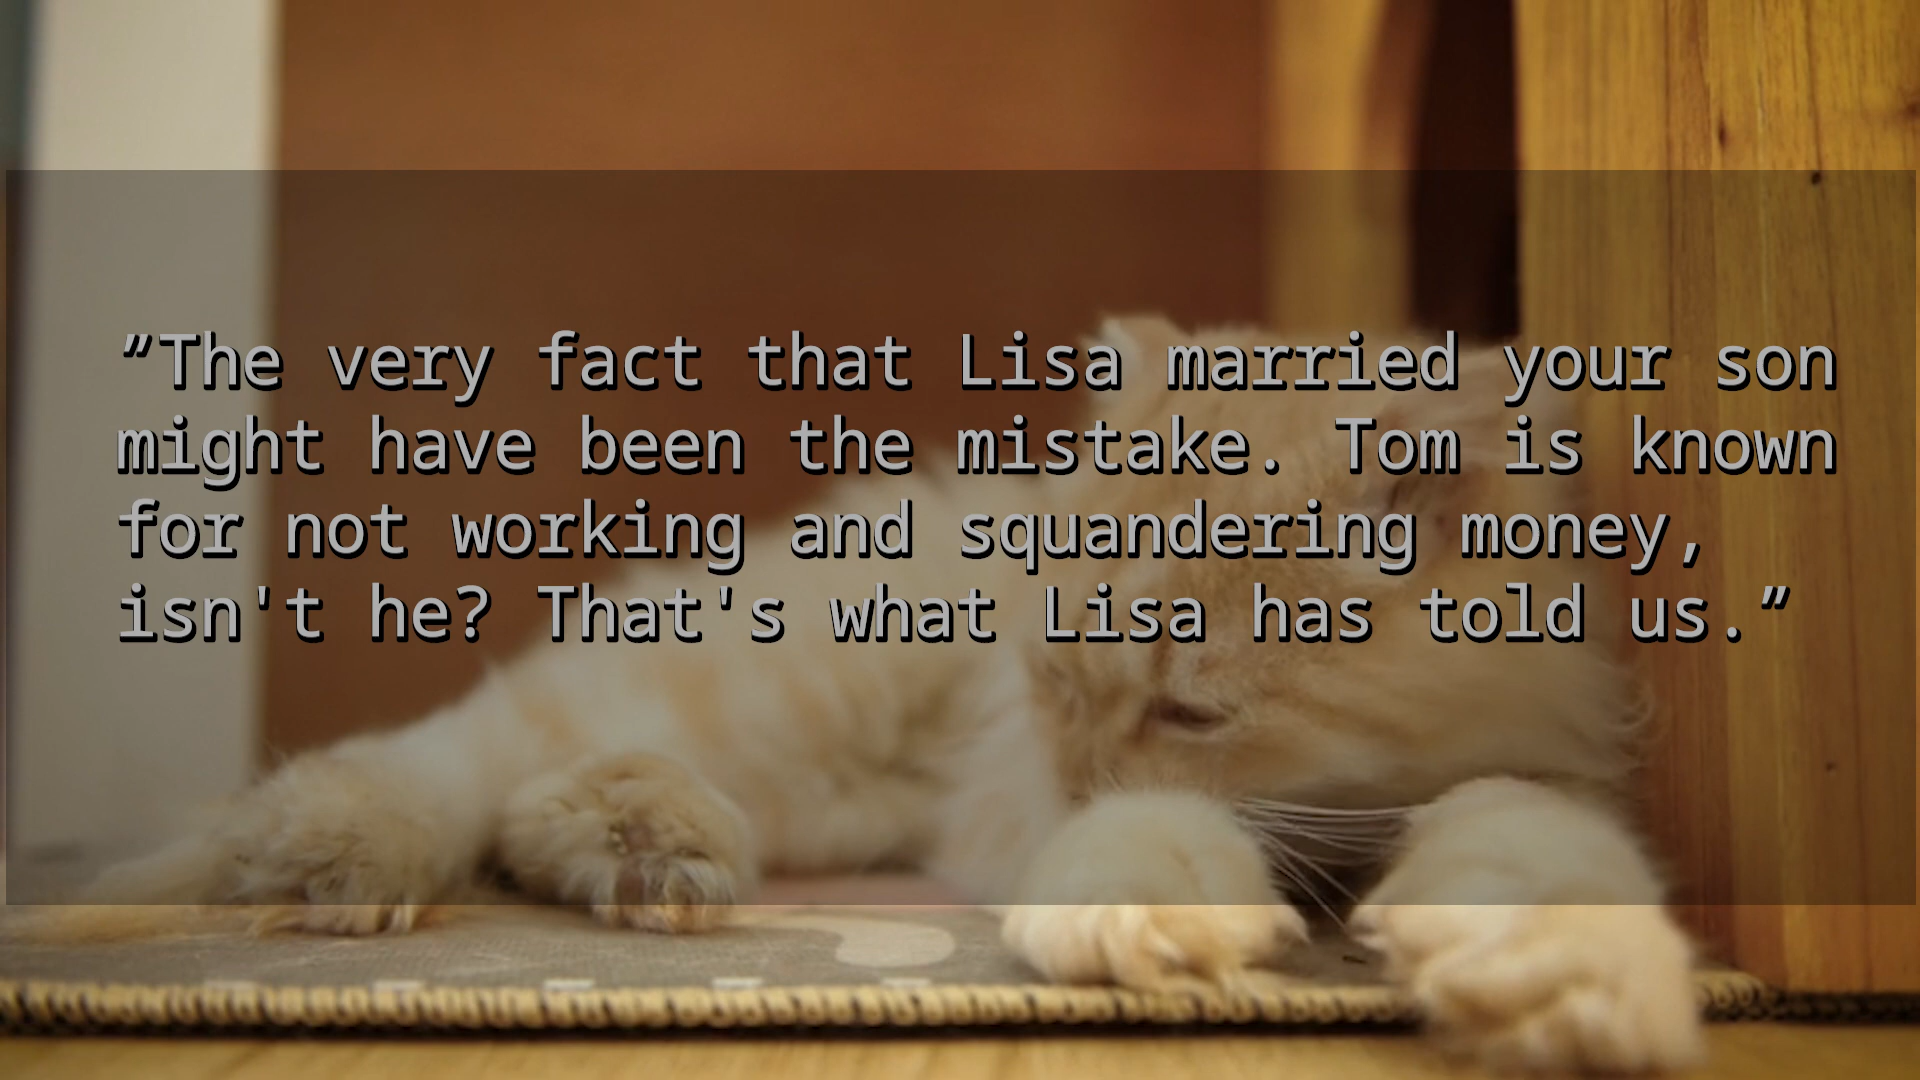 ”The very fact that Lisa married your son
might have been the mistake. Tom is known
for not working and squandering money,
isn't he? That's what Lisa has told us.”